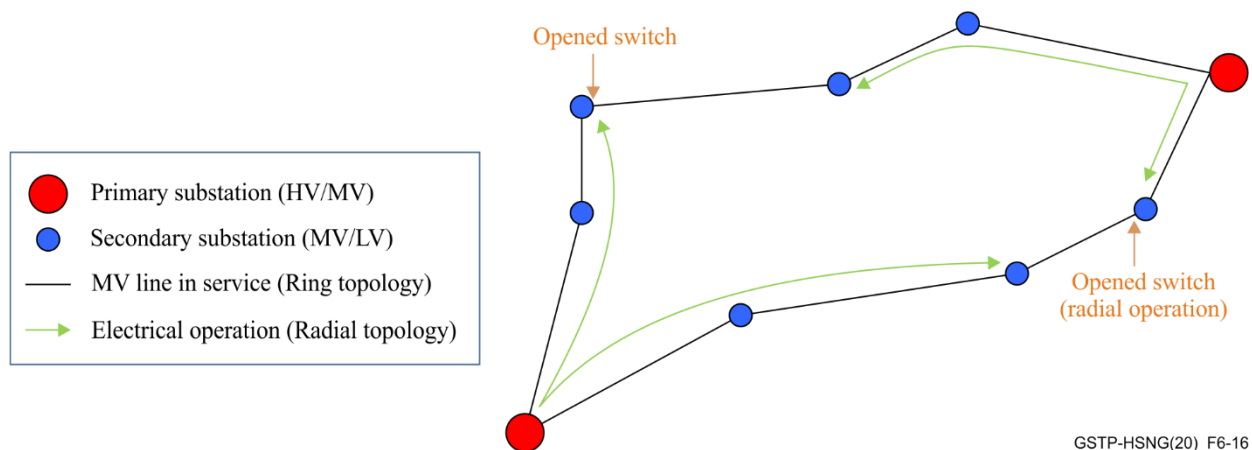 Opened switch
Primary substation (HV/MV)
Secondary substation (MV/LV)
MV line in service (Ring topology)
Electrical operation (Radial topology)
Opened switch
(radial operation)
GSTP-HSNG(20)_F6-16